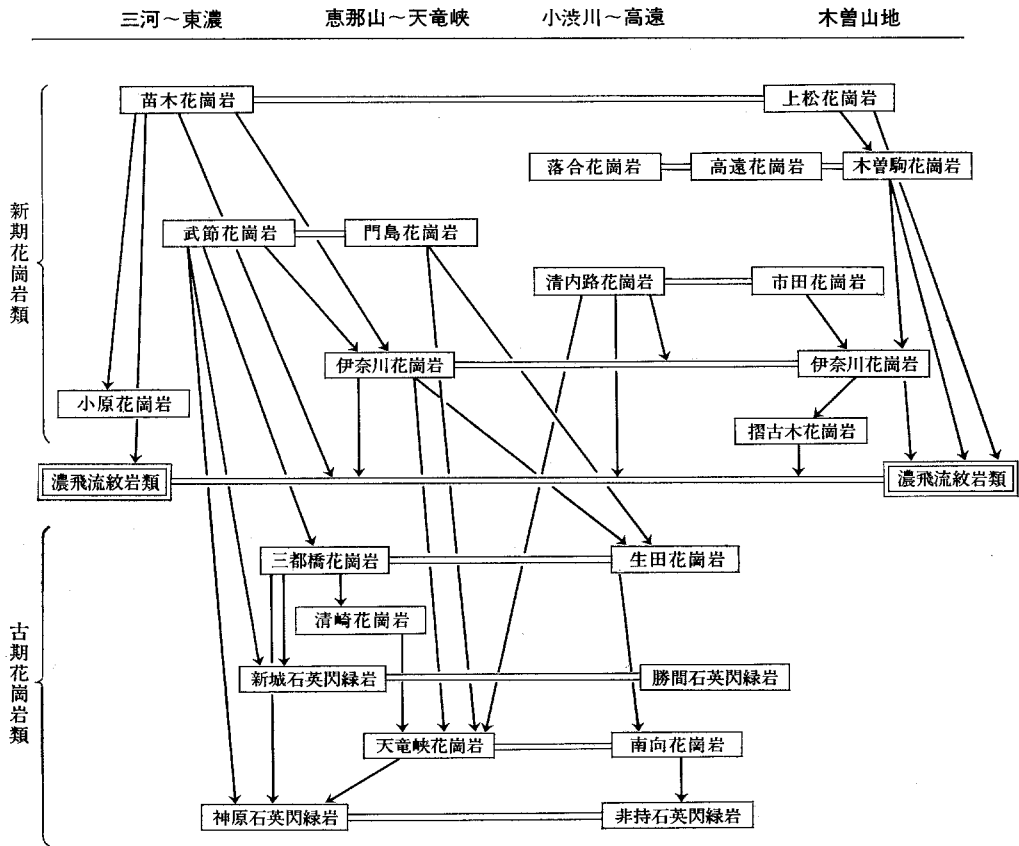 三河～東濃
恵那山～天竜峡
小渋川～高遠
木曽山地
新期花崗岩類
苗木花崗岩
上松花崗岩
落合花崗岩
高遠花崗岩
木曽駒花崗岩
武節花崗岩
門島花崗岩
清内路花崗岩
市田花崗岩
伊奈川花崗岩
伊奈川花崗岩
小原花崗岩
摺古木花崗岩
濃飛流紋岩類
濃飛流紋岩類
古期花崗岩類
三都橋花崗岩
生田花崗岩
清崎花崗岩
新城石英閃緑岩
勝間石英閃緑岩
天竜峡花崗岩
南向花崗岩
神原石英閃緑岩
非持石英閃緑岩